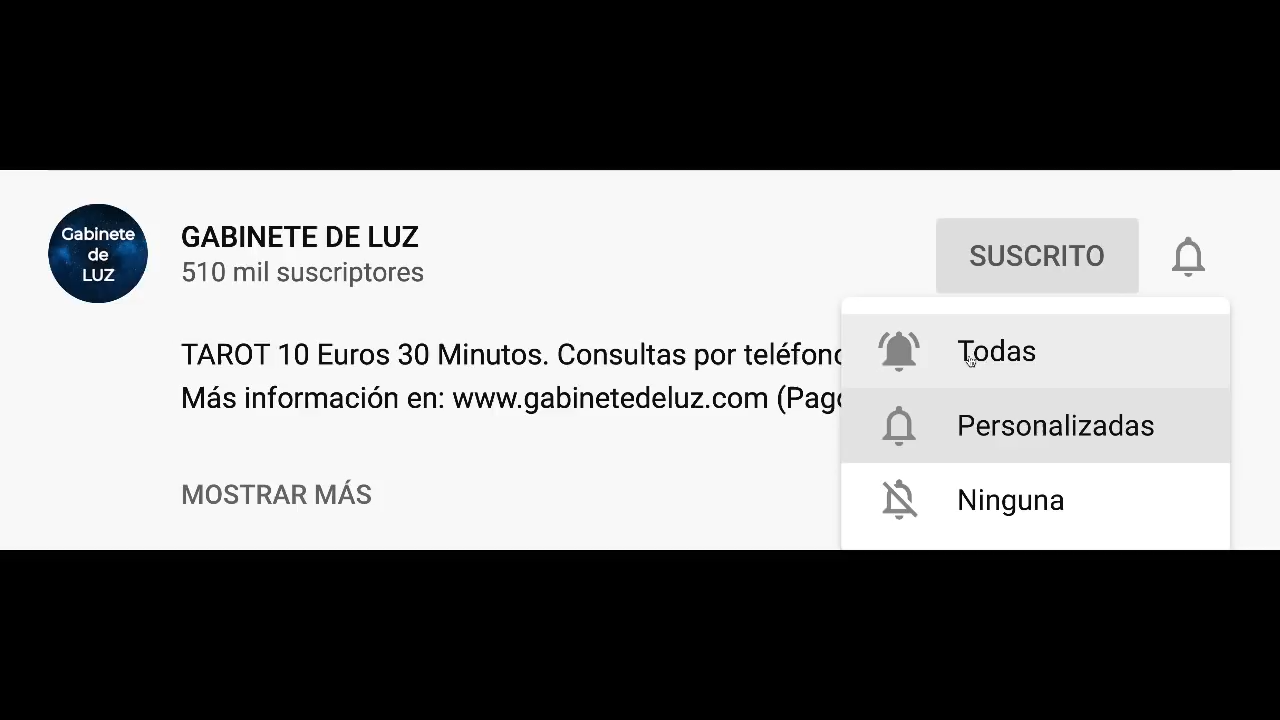 Gabinete
de
LUZ
GABINETE DE LUZ
510 mil suscriptores
SUSCRITO
TAROT 10 Euros 30 Minutos. Consultas por teléfono
Más información en: www.gabinetedeluz.com (Pago
MOSTRAR MÁS
Todas
Personalizadas
Ninguna